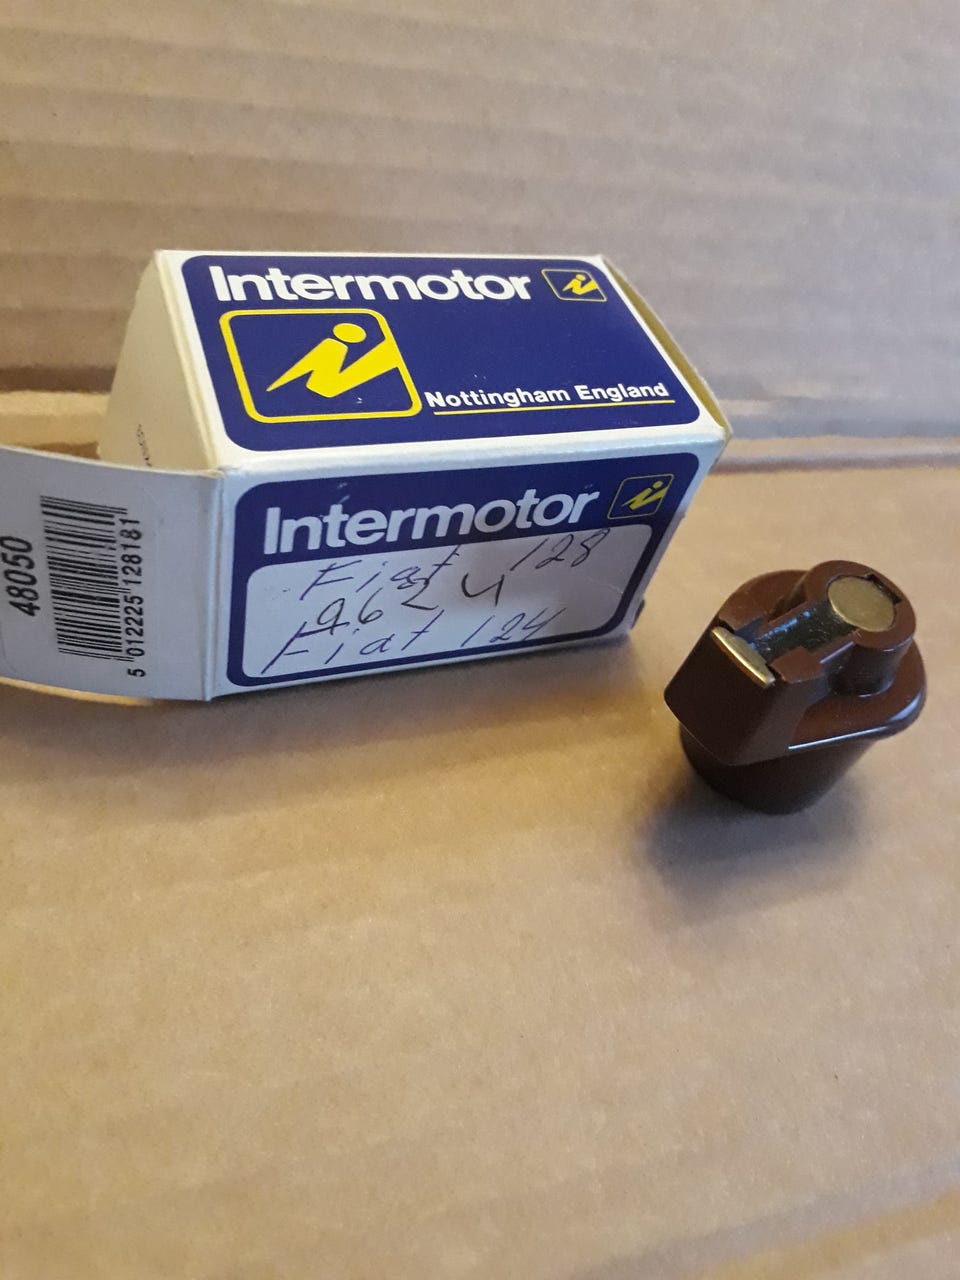 Intermotor
Nottingham England
Intermotor
Fiat 128
9624
Fiat 124
48050
5 012225 128181